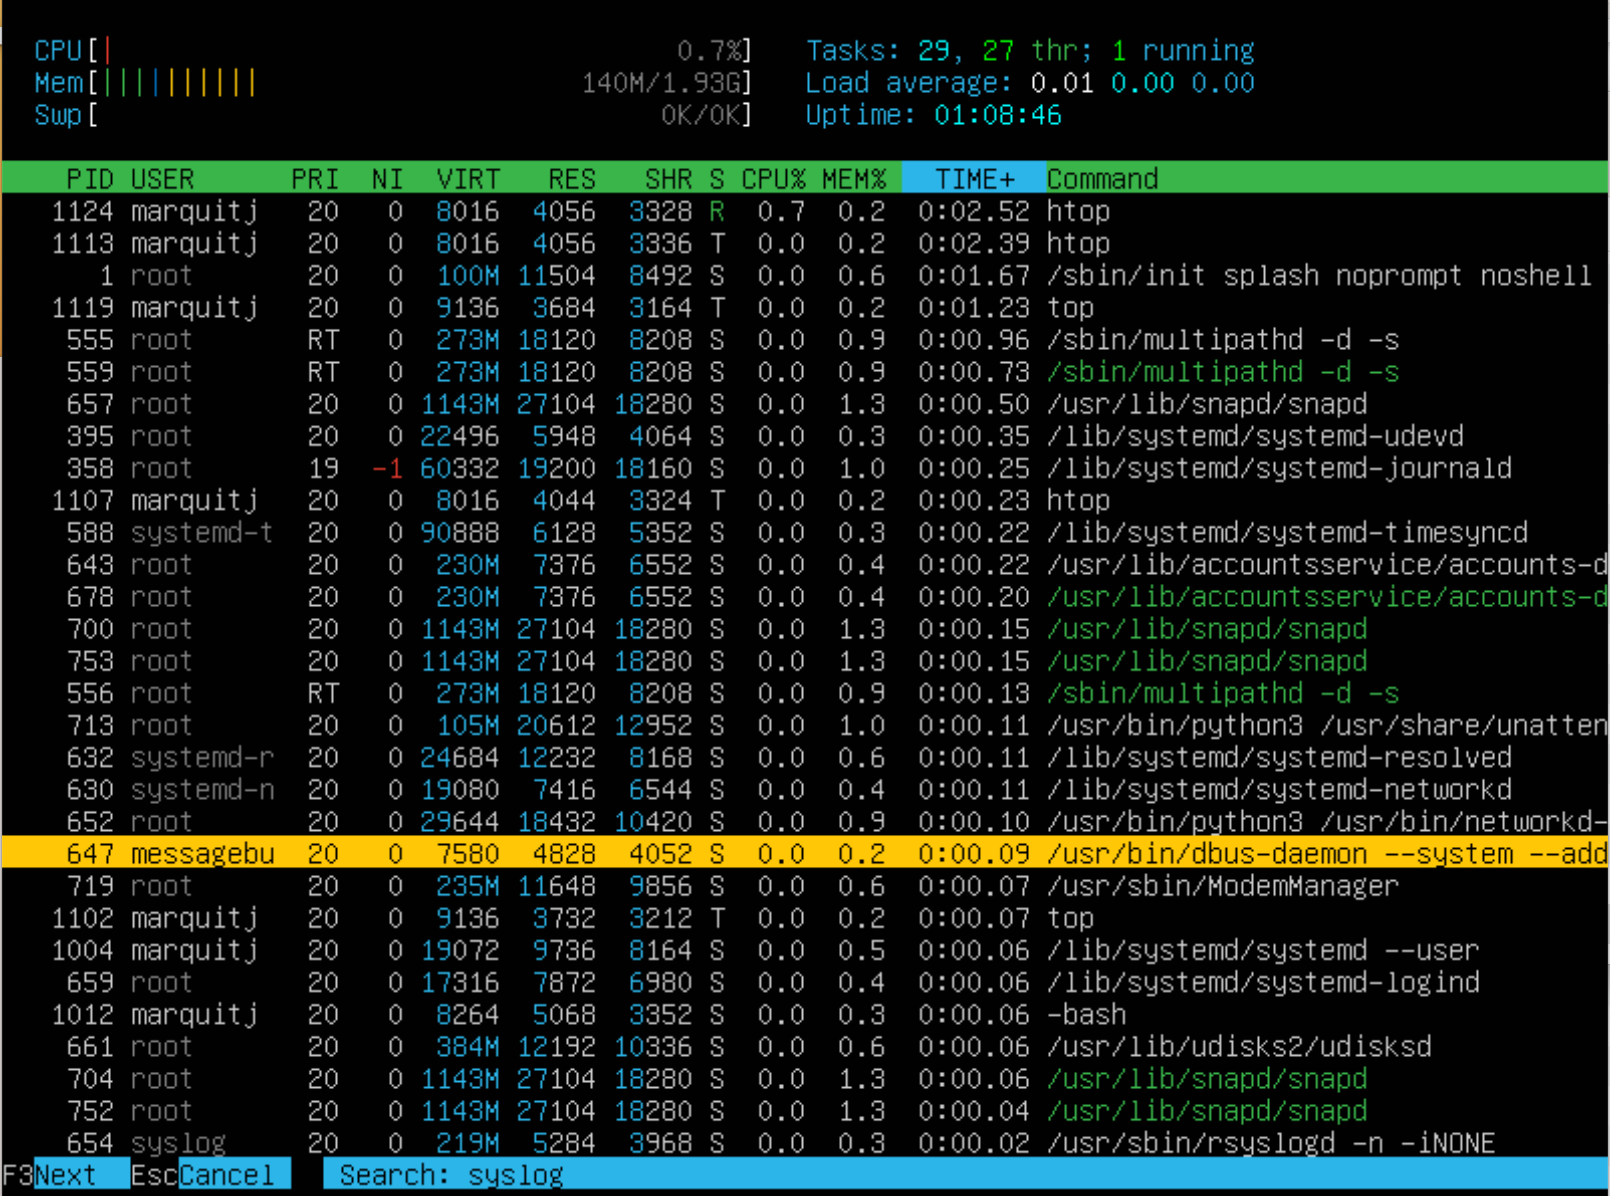 CPU[| 0.7%] Tasks: 29, 27 thr; 1 running
Mem[|||||||||| 140M/1.93G] Load average: 0.01 0.00 0.00
Swp[ 0K/0K] Uptime: 01:08:46
PID USER PRI NI VIRT RES SHR S CPU% MEM% TIME+ Command
1124 marquitj 20 0 8016 4056 3328 R 0.7 0.2 0:02.52 htop
1113 marquitj 20 0 8016 4056 3336 T 0.0 0.2 0:02.39 htop
1 root 20 0 100M 11504 8492 S 0.0 0.6 0:01.67 /sbin/init splash noprompt noshell
1119 marquitj 20 0 9136 3684 3164 T 0.0 0.2 0:01.23 top
555 root RT 0 273M 18120 8208 S 0.0 0.9 0:00.96 /sbin/multipathd -d -s
559 root RT 0 273M 18120 8208 S 0.0 0.9 0:00.73 /sbin/multipathd -d -s
657 root 20 0 1143M 27104 18280 S 0.0 1.3 0:00.50 /usr/lib/snapd/snapd
395 root 20 0 22496 5948 4064 S 0.0 0.3 0:00.35 /lib/systemd/systemd-udevd
358 root 19 -1 60332 19200 18160 S 0.0 1.0 0:00.25 /lib/systemd/systemd-journald
1107 marquitj 20 0 8016 4044 3324 T 0.0 0.2 0:00.23 htop
588 systemd-t 20 0 90888 6128 5352 S 0.0 0.3 0:00.22 /lib/systemd/systemd-timesyncd
643 root 20 0 230M 7376 6552 S 0.0 0.4 0:00.22 /usr/lib/accountsservice/accounts-d
678 root 20 0 230M 7376 6552 S 0.0 0.4 0:00.20 /usr/lib/accountsservice/accounts-d
700 root 20 0 1143M 27104 18280 S 0.0 1.3 0:00.15 /usr/lib/snapd/snapd
753 root 20 0 1143M 27104 18280 S 0.0 1.3 0:00.15 /usr/lib/snapd/snapd
556 root RT 0 273M 18120 8208 S 0.0 0.9 0:00.13 /sbin/multipathd -d -s
713 root 20 0 105M 20612 12952 S 0.0 1.0 0:00.11 /usr/bin/python3 /usr/share/unatten
632 systemd-r 20 0 24684 12232 8168 S 0.0 0.6 0:00.11 /lib/systemd/systemd-resolved
630 systemd-n 20 0 19080 7416 6544 S 0.0 0.4 0:00.11 /lib/systemd/systemd-networkd
652 root 20 0 29644 18432 10420 S 0.0 0.9 0:00.10 /usr/bin/python3 /usr/bin/networkd-
647 messagebu 20 0 7580 4828 4052 S 0.0 0.2 0:00.09 /usr/bin/dbus-daemon --system --add
719 root 20 0 235M 11648 9856 S 0.0 0.6 0:00.07 /usr/sbin/ModemManager
1102 marquitj 20 0 9136 3732 3212 T 0.0 0.2 0:00.07 top
1004 marquitj 20 0 19072 9736 8164 S 0.0 0.5 0:00.06 /lib/systemd/systemd --user
659 root 20 0 17316 7872 6980 S 0.0 0.4 0:00.06 /lib/systemd/systemd-logind
1012 marquitj 20 0 8264 5068 3352 S 0.0 0.3 0:00.06 -bash
661 root 20 0 384M 12192 10336 S 0.0 0.6 0:00.06 /usr/lib/udisks2/udisksd
704 root 20 0 1143M 27104 18280 S 0.0 1.3 0:00.06 /usr/lib/snapd/snapd
752 root 20 0 1143M 27104 18280 S 0.0 1.3 0:00.04 /usr/lib/snapd/snapd
654 syslog 20 0 219M 5284 3968 S 0.0 0.3 0:00.02 /usr/sbin/rsyslogd -n -iNONE
F3Next EscCancel Search: syslog